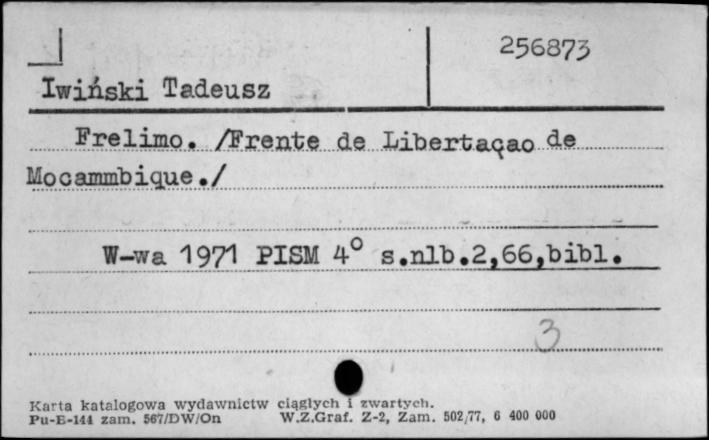 256873
Iwiński Tadeusz
Frelimo. /Frente de Libertaçao de
Mocammbique./
W-wa 1971 PISM 4° s.nlb.2,66,bibl.
3
Karta katalogowa wydawnictw ciągłych i zwartych.
Pu-E-144 zam. 567/DW/On W.Z.Graf. Z-2, Zam. 502/77, 6 400 000